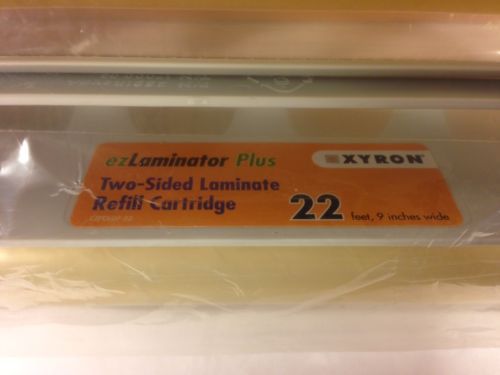 ezLaminator Plus
XYRON
Two-Sided Laminate
Refill Cartridge
22 feet, 9 inches wide